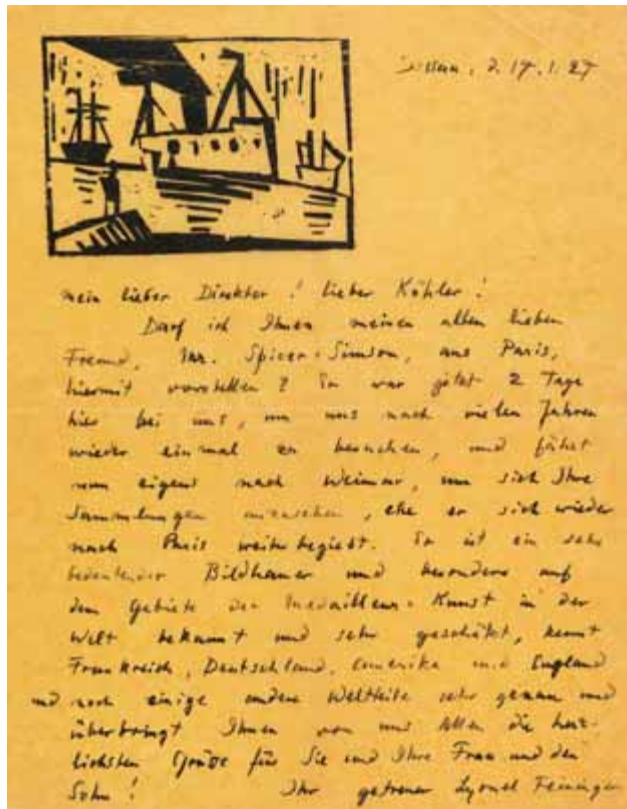 Dessau, d. 17.1.27
mein lieber Direktor! lieber Köhler!
Darf ich Ihnen meinen alten lieben
Freund, Mr. Spicer-Simson, aus Paris,
hiermit vorstellen? Er war jetzt 2 Tage
hier bei uns, um uns nach vielen Jahren
wieder einmal zu besuchen, und fährt
nun eigens nach Weimar, um sich Ihre
Sammlungen anzusehen, ehe er sich wieder
nach Paris weiter begiebt. Er ist ein sehr
bedeutender Bildhauer und besonders auf
dem Gebiete der Medailleur-Kunst in der
Welt bekannt und sehr geschätzt, kennt
Frankreich, Deutschland, Amerika und England
und noch einige andere Weltteile sehr genau und
überbringt Ihnen von uns Allen die herz-
lichsten Grüße für Sie und Ihre Frau und den
Sohn! Ihr getreuer Lyonel Feininger